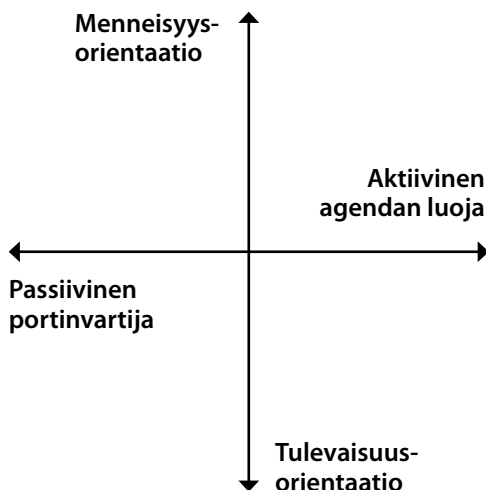 Menneisyys-
orientaatio
Aktiivinen
agendan luoja
Passiivinen
portinvartija
Tulevaisuus-
orientaatio